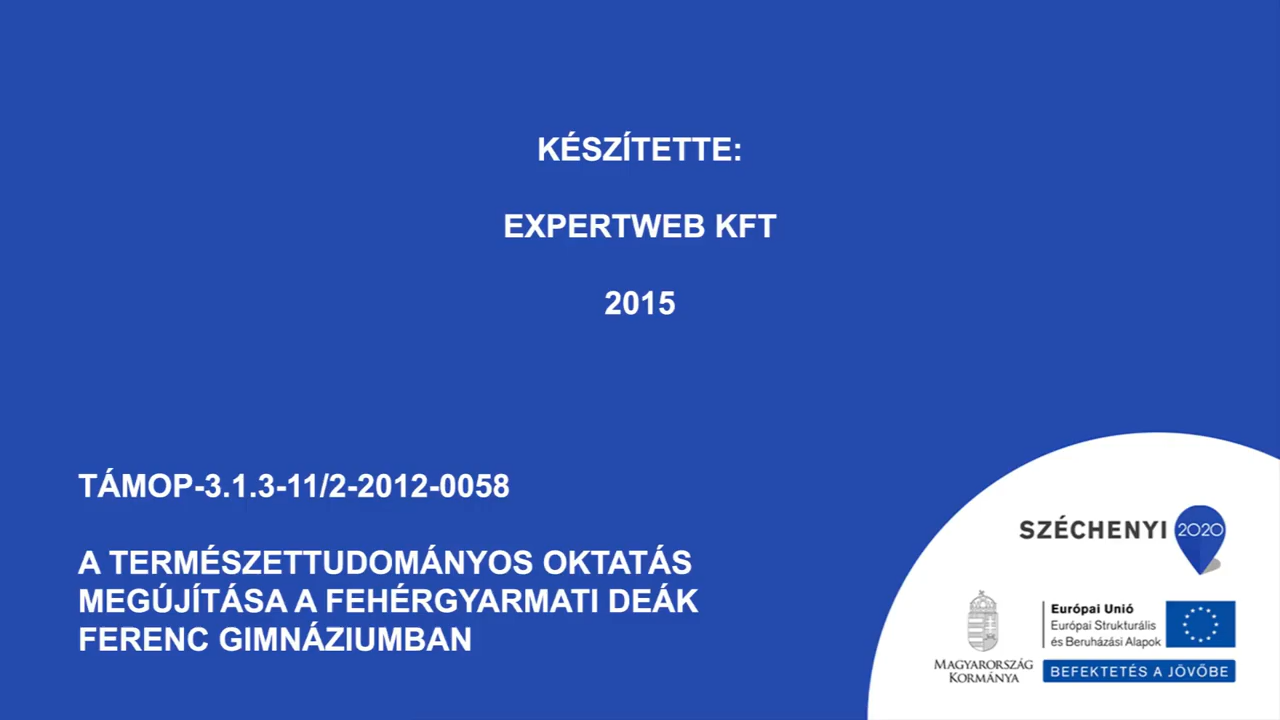 KÉSZÍTETTE:
EXPERTWEB KFT
2015
TÁMOP-3.1.3-11/2-2012-0058
A TERMÉSZETTUDOMÁNYOS OKTATÁS
MEGÚJÍTÁSA A FEHÉRGYARMATI DEÁK
FERENC GIMNÁZIUMBAN
SZÉCHENYI 2020
MAGYARORSZÁG
KORMÁNYA
Európai Unió
Európai Strukturális
és Beruházási Alapok
BEFEKTETÉS A JÖVŐBE